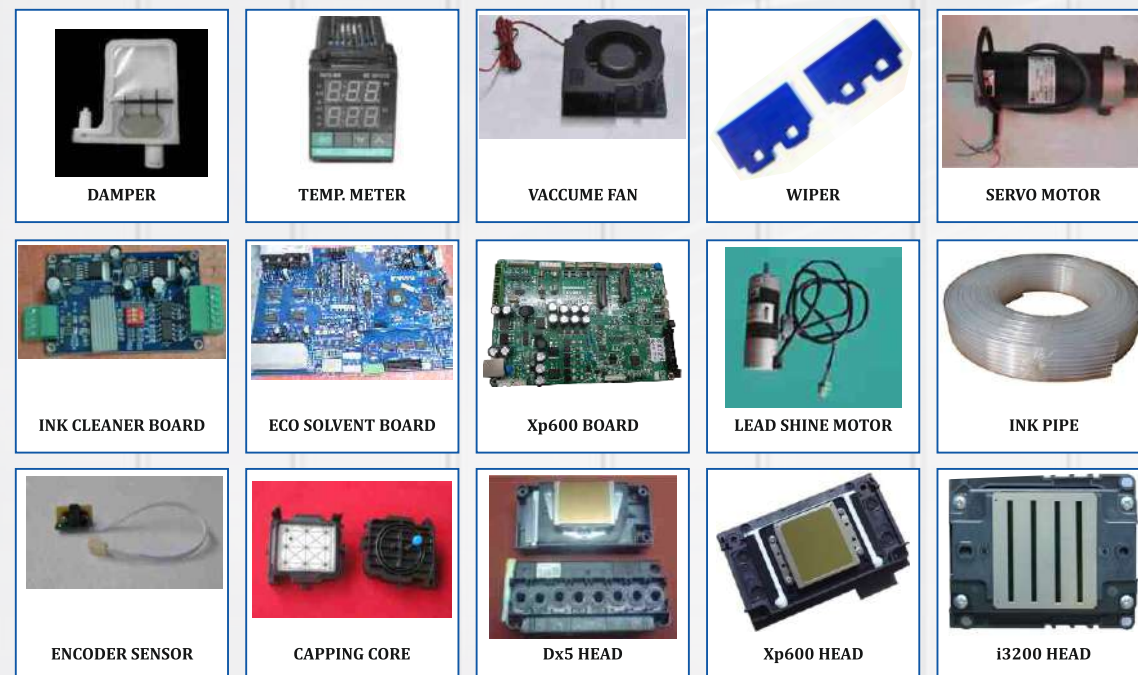 DAMPER
TEMP. METER
VACCUME FAN
WIPER
SERVO MOTOR
INK CLEANER BOARD
ECO SOLVENT BOARD
Xp600 BOARD
LEAD SHINE MOTOR
INK PIPE
ENCODER SENSOR
CAPPING CORE
Dx5 HEAD
Xp600 HEAD
i3200 HEAD